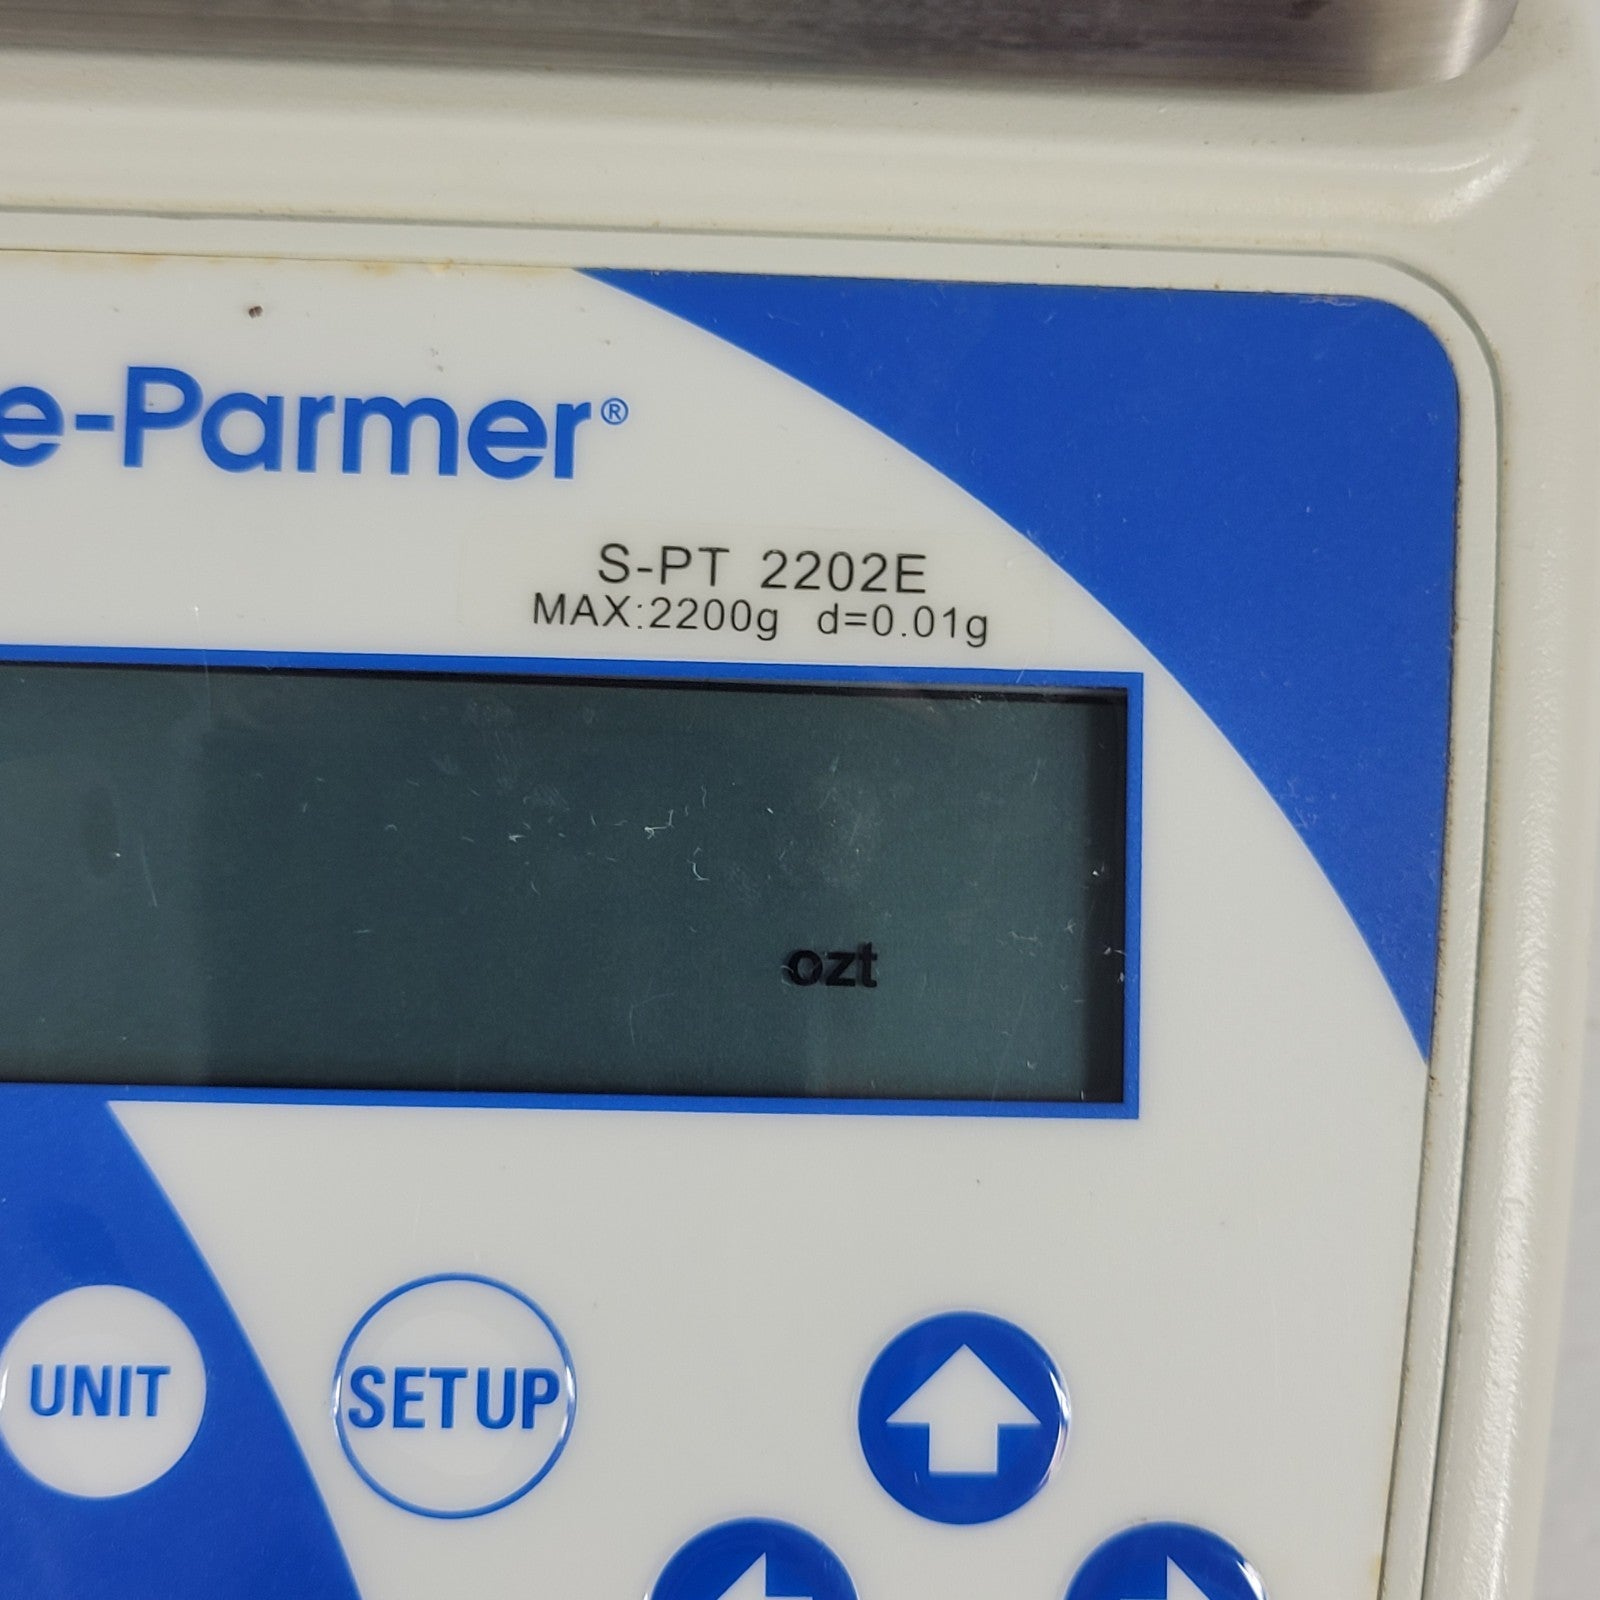 e-Parmer®
S-PT 2202E
MAX:2200g d=0.01g
ozt
UNIT
SETUP